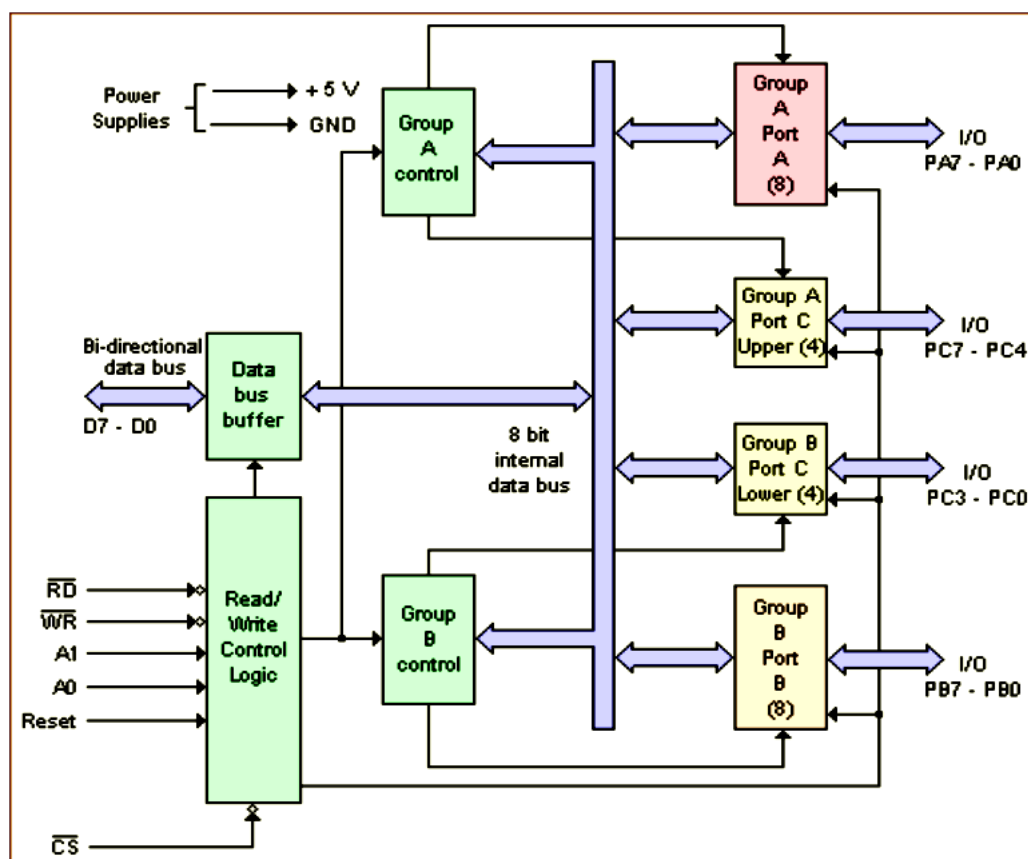 Power
Supplies
+ 5 V
GND
Group
A
control
Group
A
Port
A
(8)
I/O
PA7 - PA0
Group A
Port C
Upper (4)
I/O
PC7 - PC4
Bi-directional
data bus
D7 - D0
Data
bus
buffer
8 bit
internal
data bus
Group B
Port C
Lower (4)
I/O
PC3 - PC0
RD
WR
A1
A0
Reset
CS
Read/
Write
Control
Logic
Group
B
control
Group
B
Port
B
(8)
I/O
PB7 - PB0